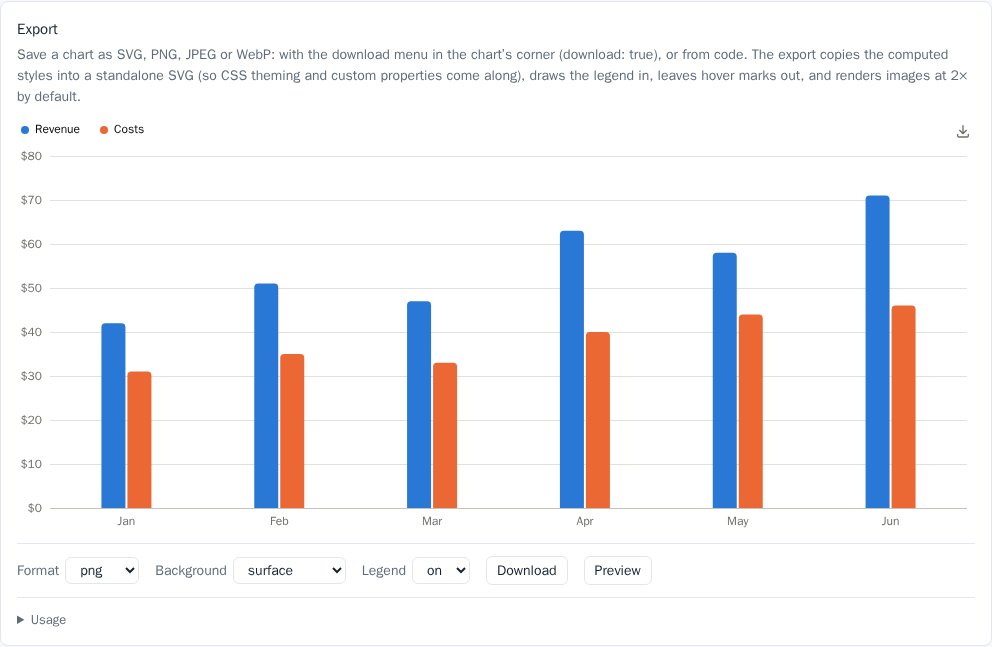 Export
Save a chart as SVG, PNG, JPEG or WebP: with the download menu in the chart's corner (download: true), or from code. The export copies the computed
styles into a standalone SVG (so CSS theming and custom properties come along), draws the legend in, leaves hover marks out, and renders images at 2×
by default.
Revenue Costs
$80
$70
$60
$50
$40
$30
$20
$10
$0
Jan Feb Mar Apr May Jun
Format png Background surface Legend on Download Preview
Usage